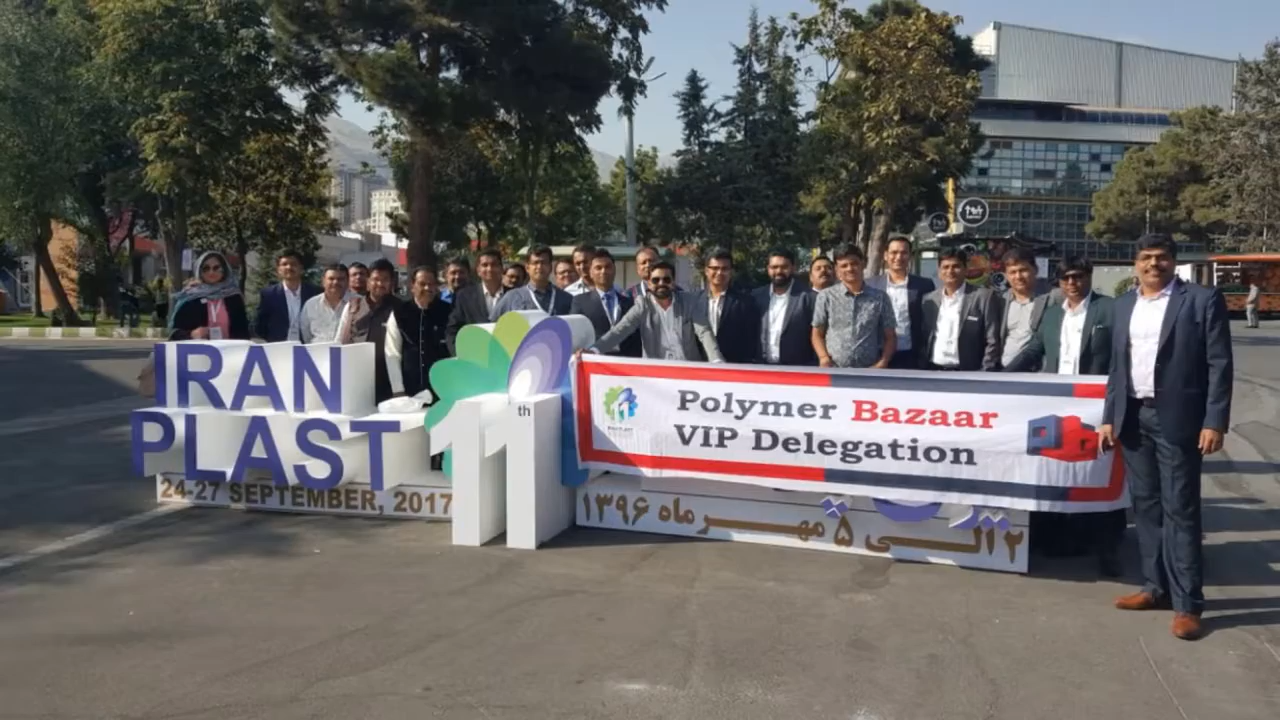 IRAN
PLAST
11th
24-27 SEPTEMBER, 2017
Polymer Bazaar
VIP Delegation
۲ الی ۵ مهر ماه ۱۳۹۶